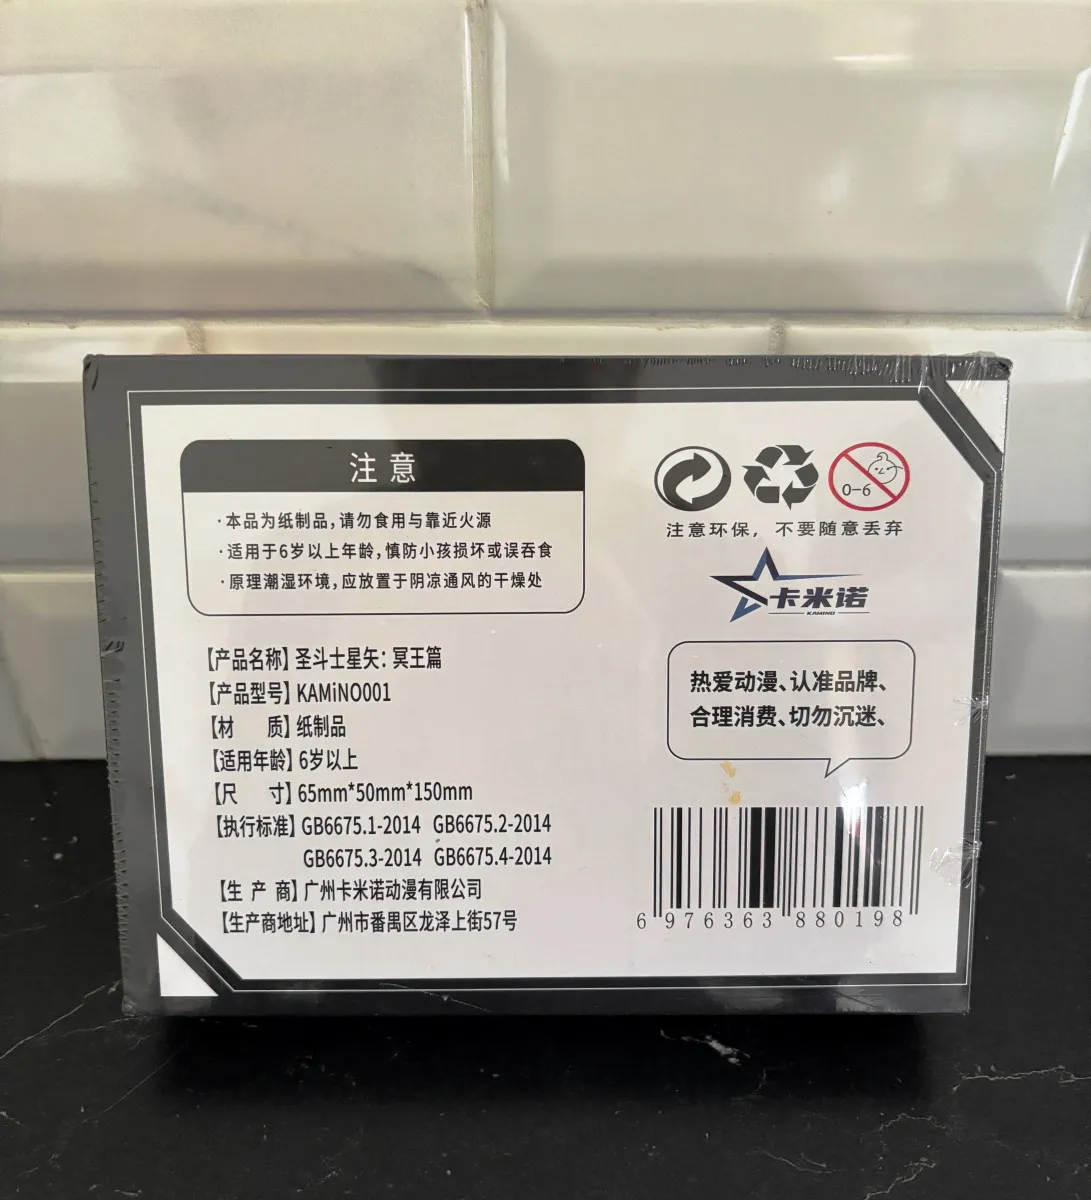 注意
·本品为纸制品,请勿食用与靠近火源
·适用于6岁以上年龄,慎防小孩损坏或误吞食
·原理潮湿环境,应放置于阴凉通风的干燥处
【产品名称】圣斗士星矢:冥王篇
【产品型号】KAMiNO001
【材 质】纸制品
【适用年龄】6岁以上
【尺 寸】65mm*50mm*150mm
【执行标准】GB6675.1-2014 GB6675.2-2014
GB6675.3-2014 GB6675.4-2014
【生 产 商】广州卡米诺动漫有限公司
【生产商地址】广州市番禺区龙泽上街57号
0-6
注意环保,不要随意丢弃
卡米诺
KAMINO
热爱动漫、认准品牌、
合理消费、切勿沉迷、
6 976363 880198